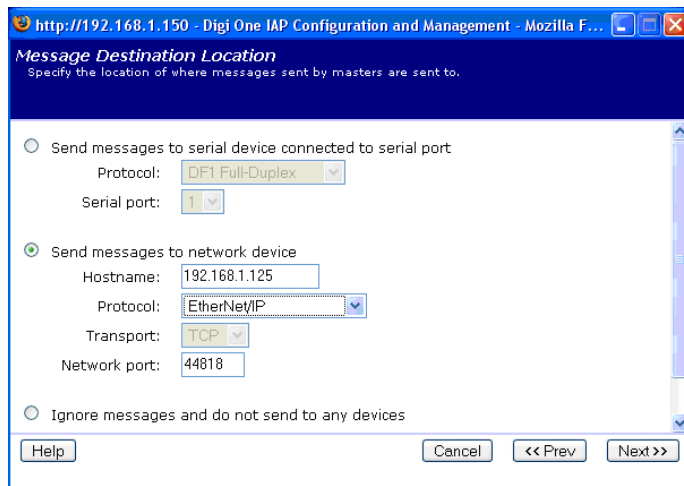 http://192.168.1.150 - Digi One IAP Configuration and Management - Mozilla F...
Message Destination Location
Specify the location of where messages sent by masters are sent to.
Send messages to serial device connected to serial port
Protocol: DF1 Full-Duplex
Serial port: 1
Send messages to network device
Hostname: 192.168.1.125
Protocol: EtherNet/IP
Transport: TCP
Network port: 44818
Ignore messages and do not send to any devices
Help Cancel << Prev Next >>